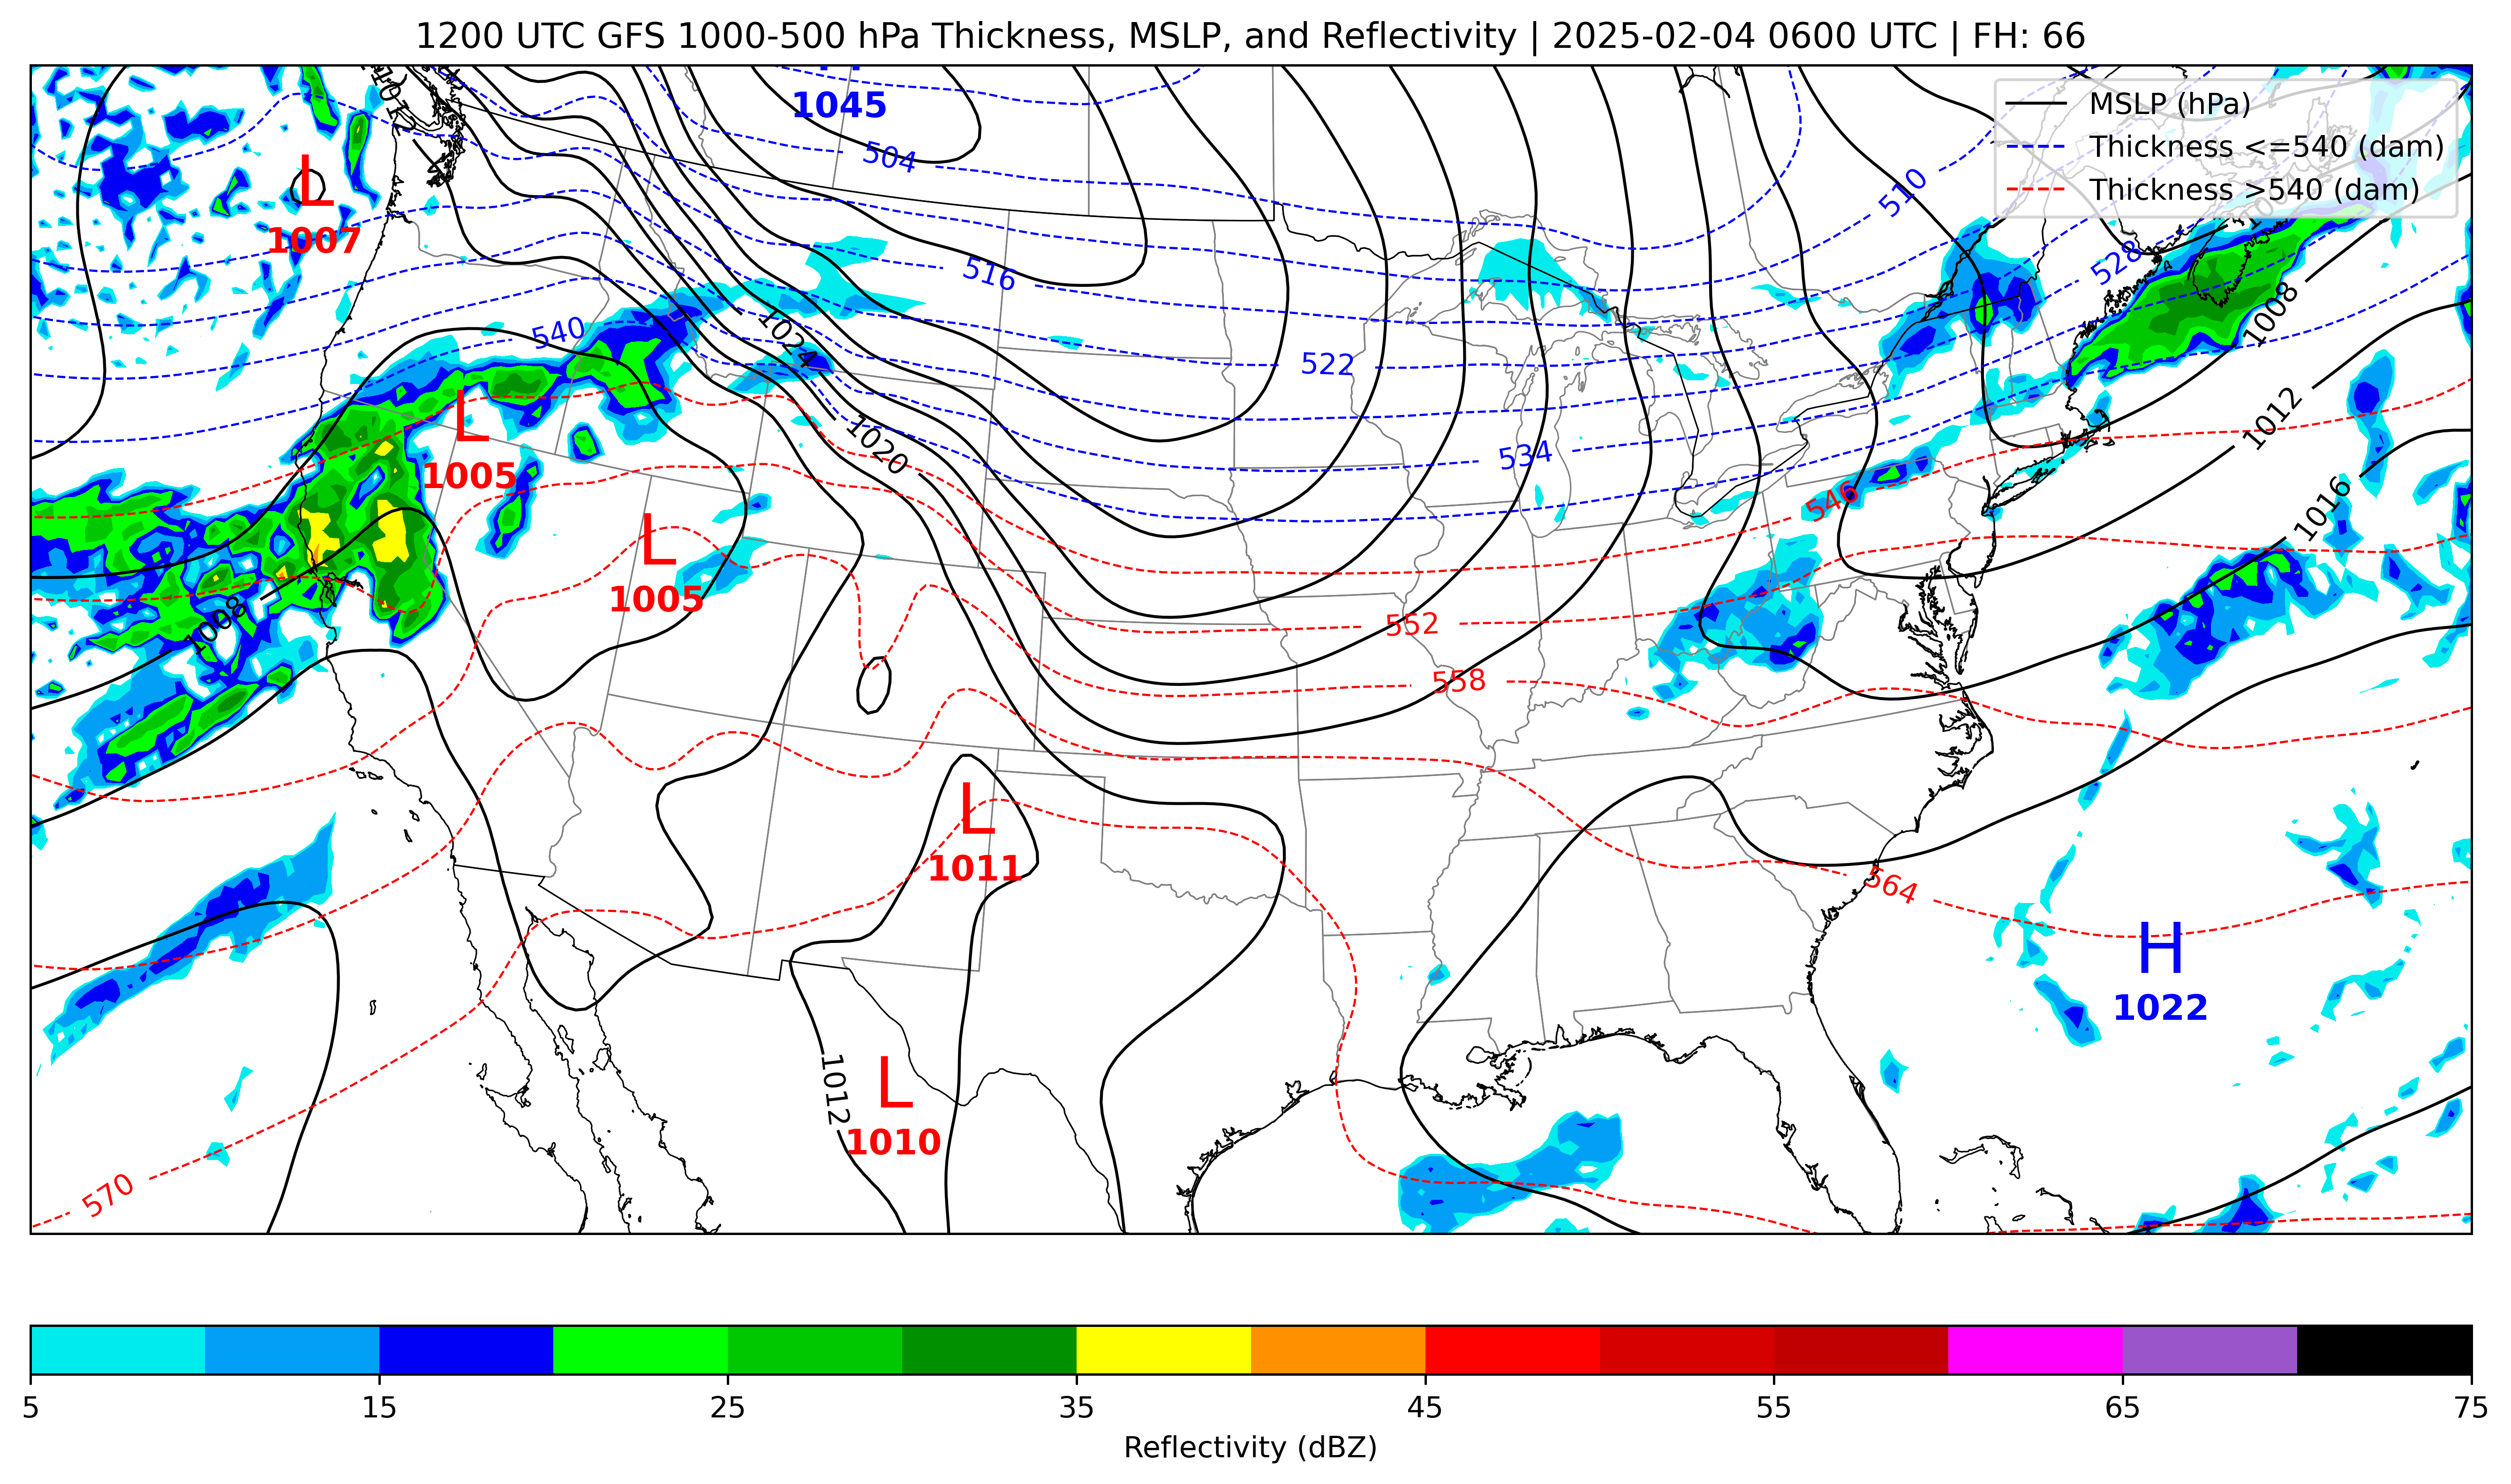 1200 UTC GFS 1000-500 hPa Thickness, MSLP, and Reflectivity | 2025-02-04 0600 UTC | FH: 66
MSLP (hPa)
Thickness <=540 (dam)
Thickness >540 (dam)
1045
504
510
L
1007
516
528
1008
540
1024
522
1012
L
1005
1020
534
546
1016
L
1005
1008
552
558
L
1011
564
H
1022
1012
L
1010
570
5 15 25 35 45 55 65 75
Reflectivity (dBZ)